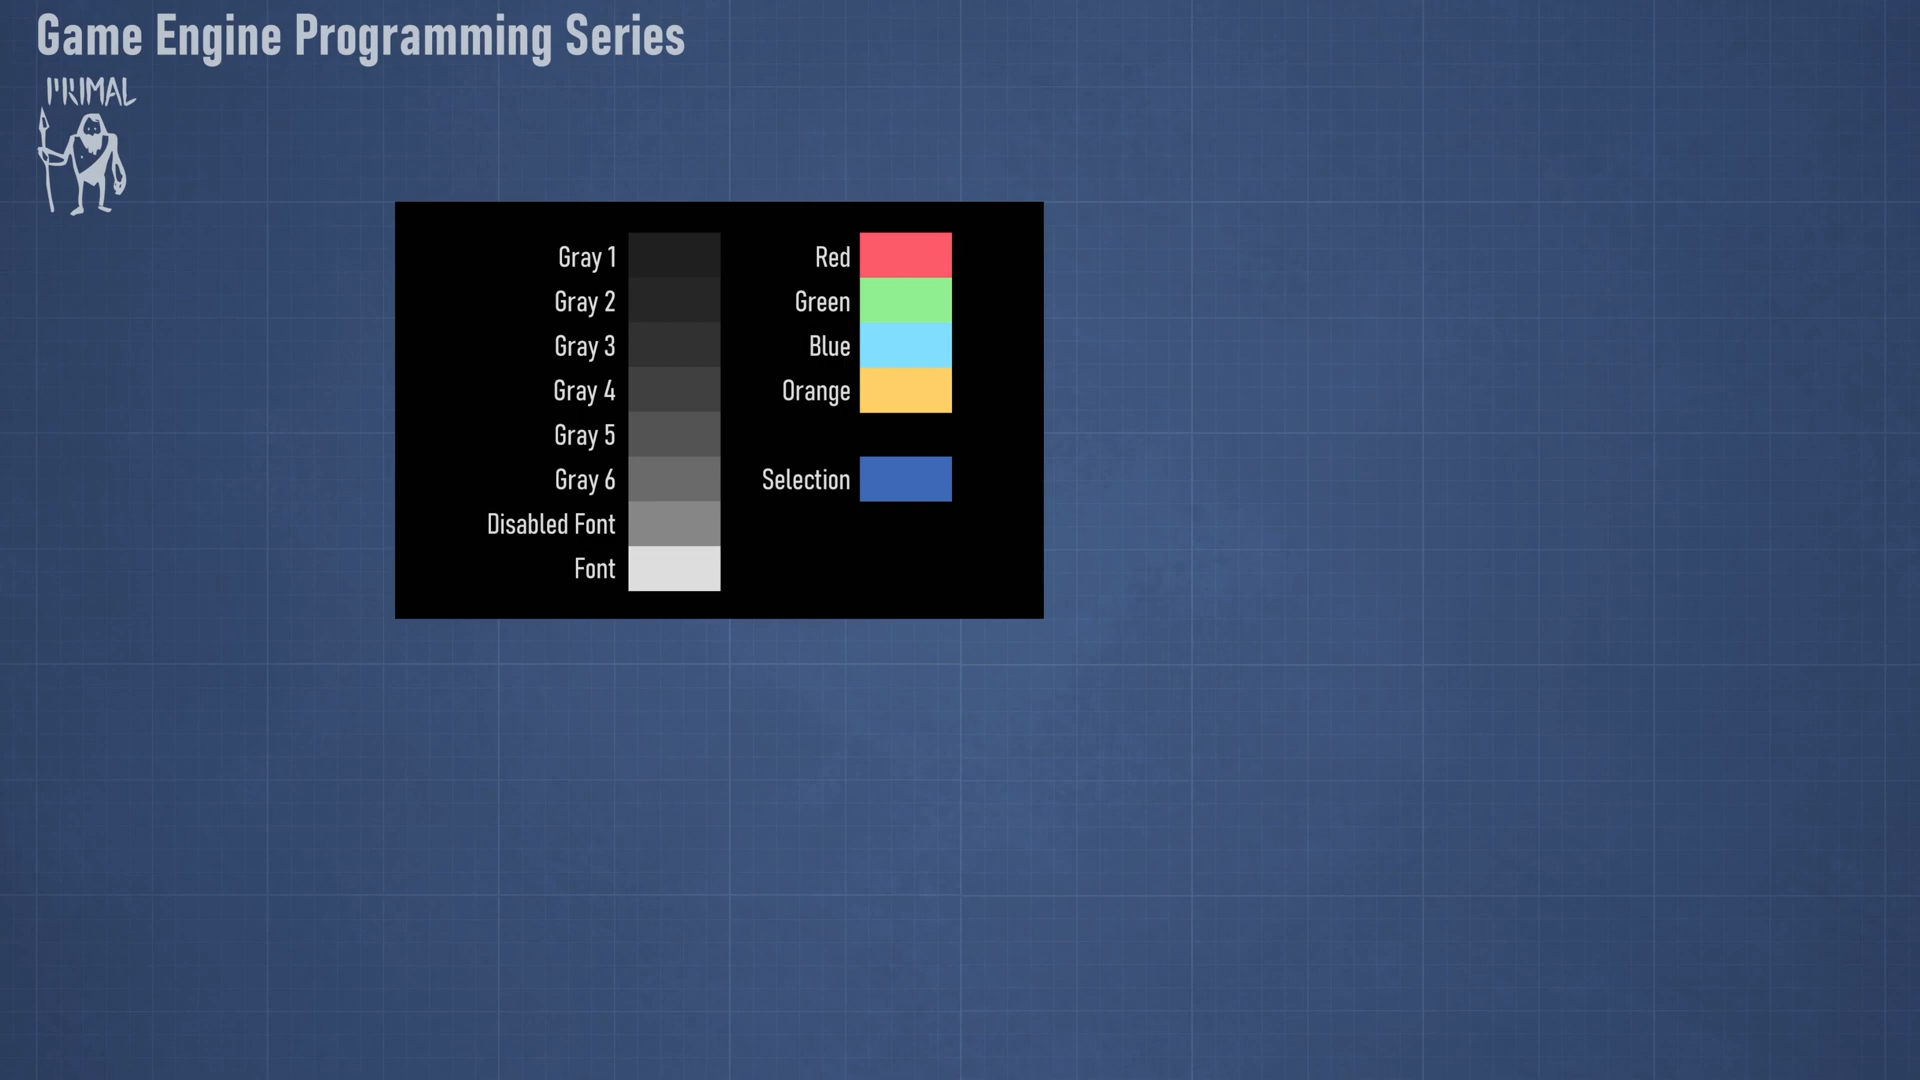 Game Engine Programming Series
PRIMAL
Gray 1
Gray 2
Gray 3
Gray 4
Gray 5
Gray 6
Disabled Font
Font
Red
Green
Blue
Orange
Selection